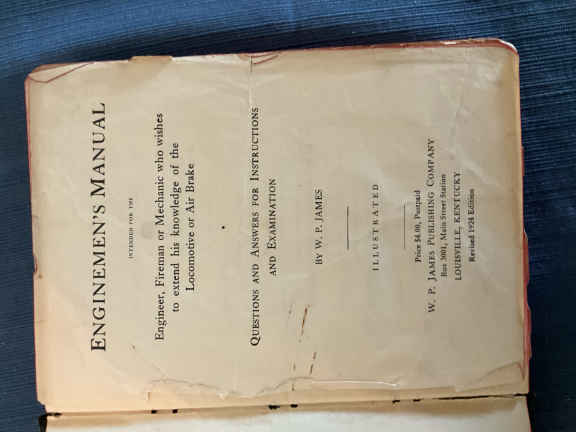 ENGINEMEN'S MANUAL
INTENDED FOR THE
Engineer, Fireman or Mechanic who wishes
to extend his knowledge of the
Locomotive or Air Brake
QUESTIONS AND ANSWERS FOR INSTRUCTIONS
AND EXAMINATION
BY W. P. JAMES
ILLUSTRATED
Price $4.00, Postpaid
W. P. JAMES PUBLISHING COMPANY
Box 3001, Main Street Station
LOUISVILLE, KENTUCKY
Revised 1924 Edition